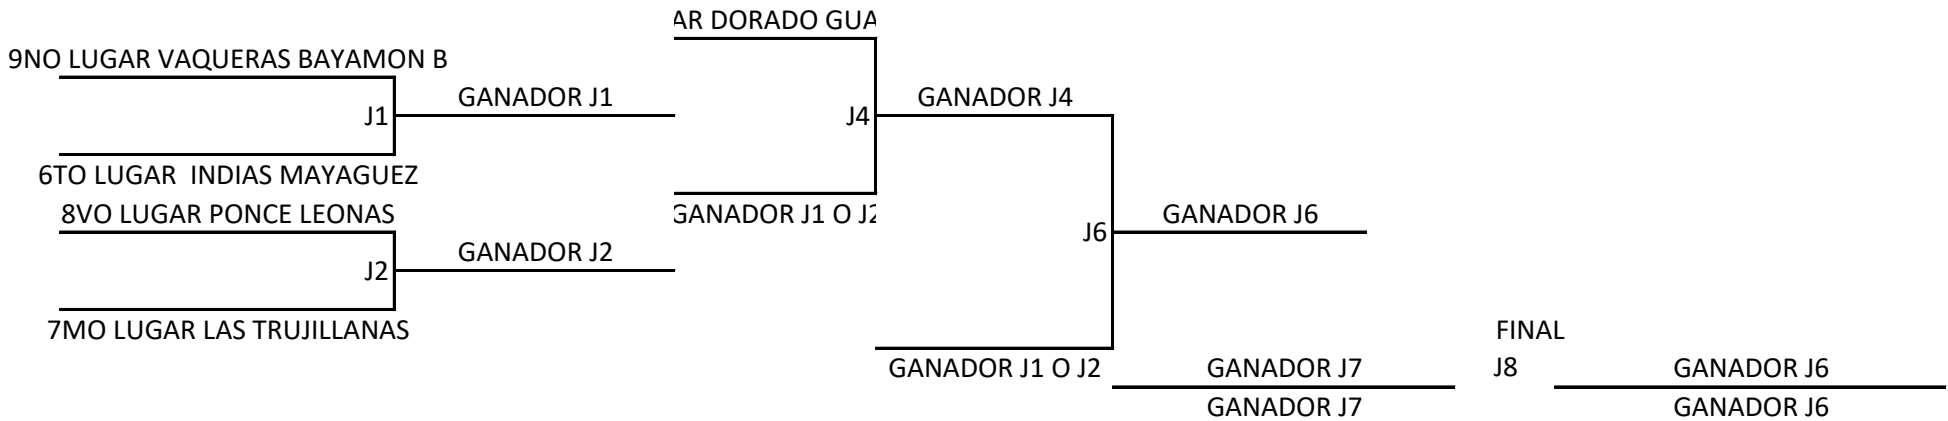 AR DORADO GUA
9NO LUGAR VAQUERAS BAYAMON B
GANADOR J1
GANADOR J4
J1
J4
6TO LUGAR  INDIAS MAYAGUEZ
8VO LUGAR PONCE LEONAS
GANADOR J1 O J2
GANADOR J6
J6
GANADOR J2
J2
7MO LUGAR LAS TRUJILLANAS
FINAL
GANADOR J1 O J2
GANADOR J7
J8
GANADOR J6
GANADOR J7
GANADOR J6